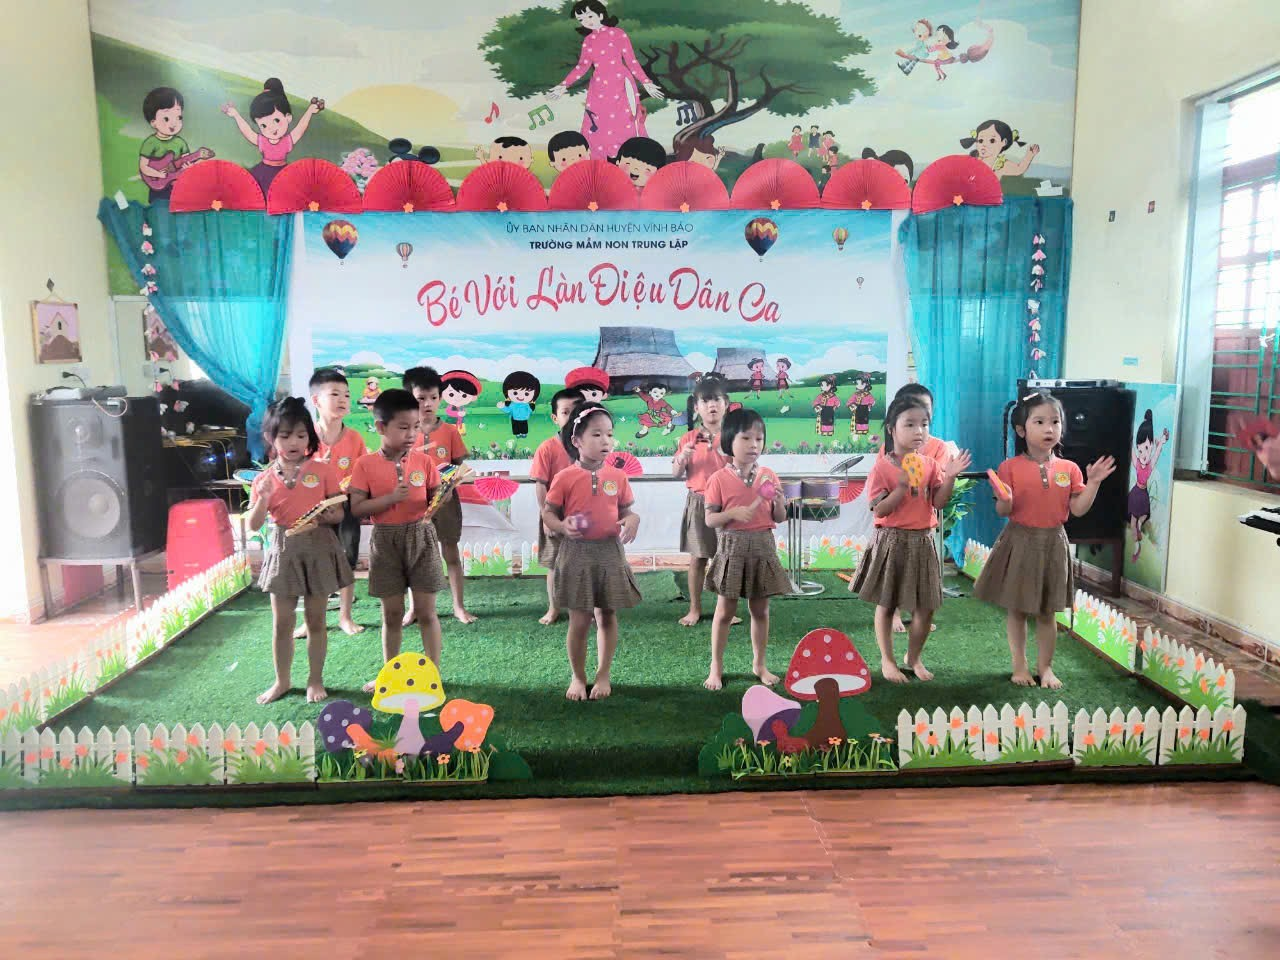 ỦY BAN NHÂN DÂN HUYỆN VĨNH BẢO
TRƯỜNG MẦM NON TRUNG LẬP
Bé Với Làn Điệu Dân Ca